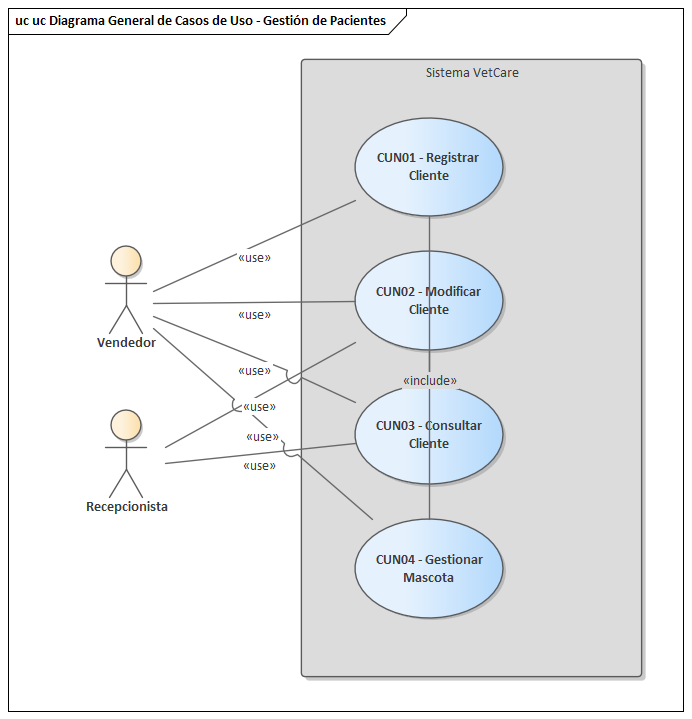 uc uc Diagrama General de Casos de Uso - Gestión de Pacientes
Sistema VetCare
CUN01 - Registrar
Cliente
«use»
CUN02 - Modificar
Cliente
«use»
Vendedor
«use»
«include»
«use»
CUN03 - Consultar
Cliente
«use»
«use»
Recepcionista
CUN04 - Gestionar
Mascota